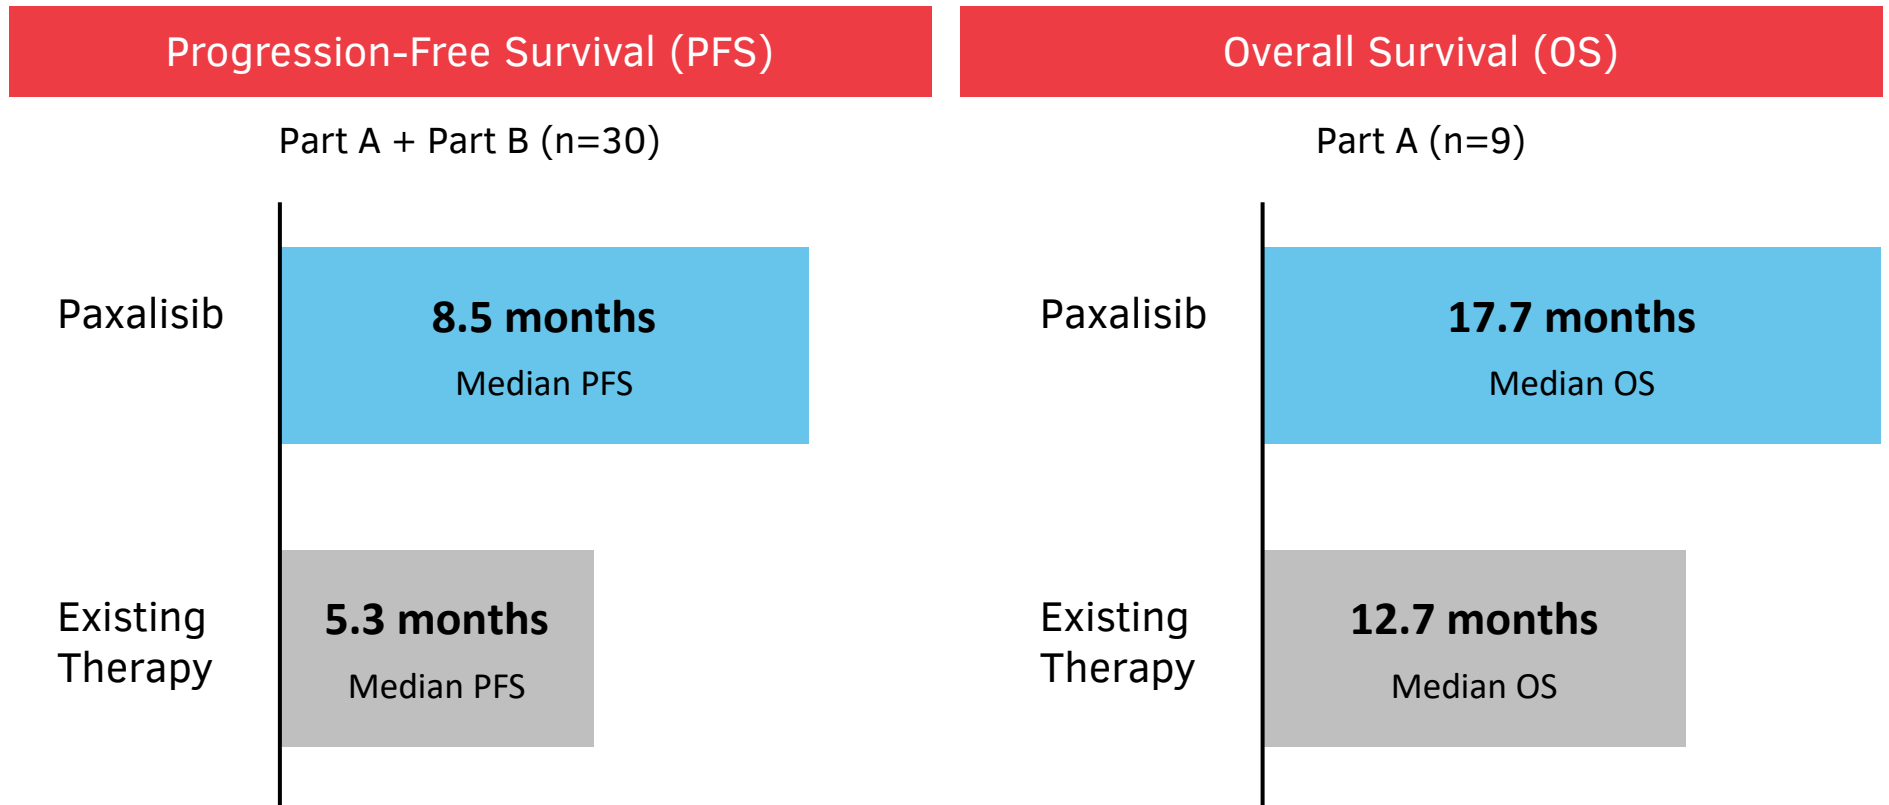 Progression-Free Survival (PFS)
Part A + Part B (n=30)
Paxalisib
8.5 months
Median PFS
Existing
Therapy
5.3 months
Median PFS
Overall Survival (OS)
Part A (n=9)
Paxalisib
17.7 months
Median OS
Existing
Therapy
12.7 months
Median OS